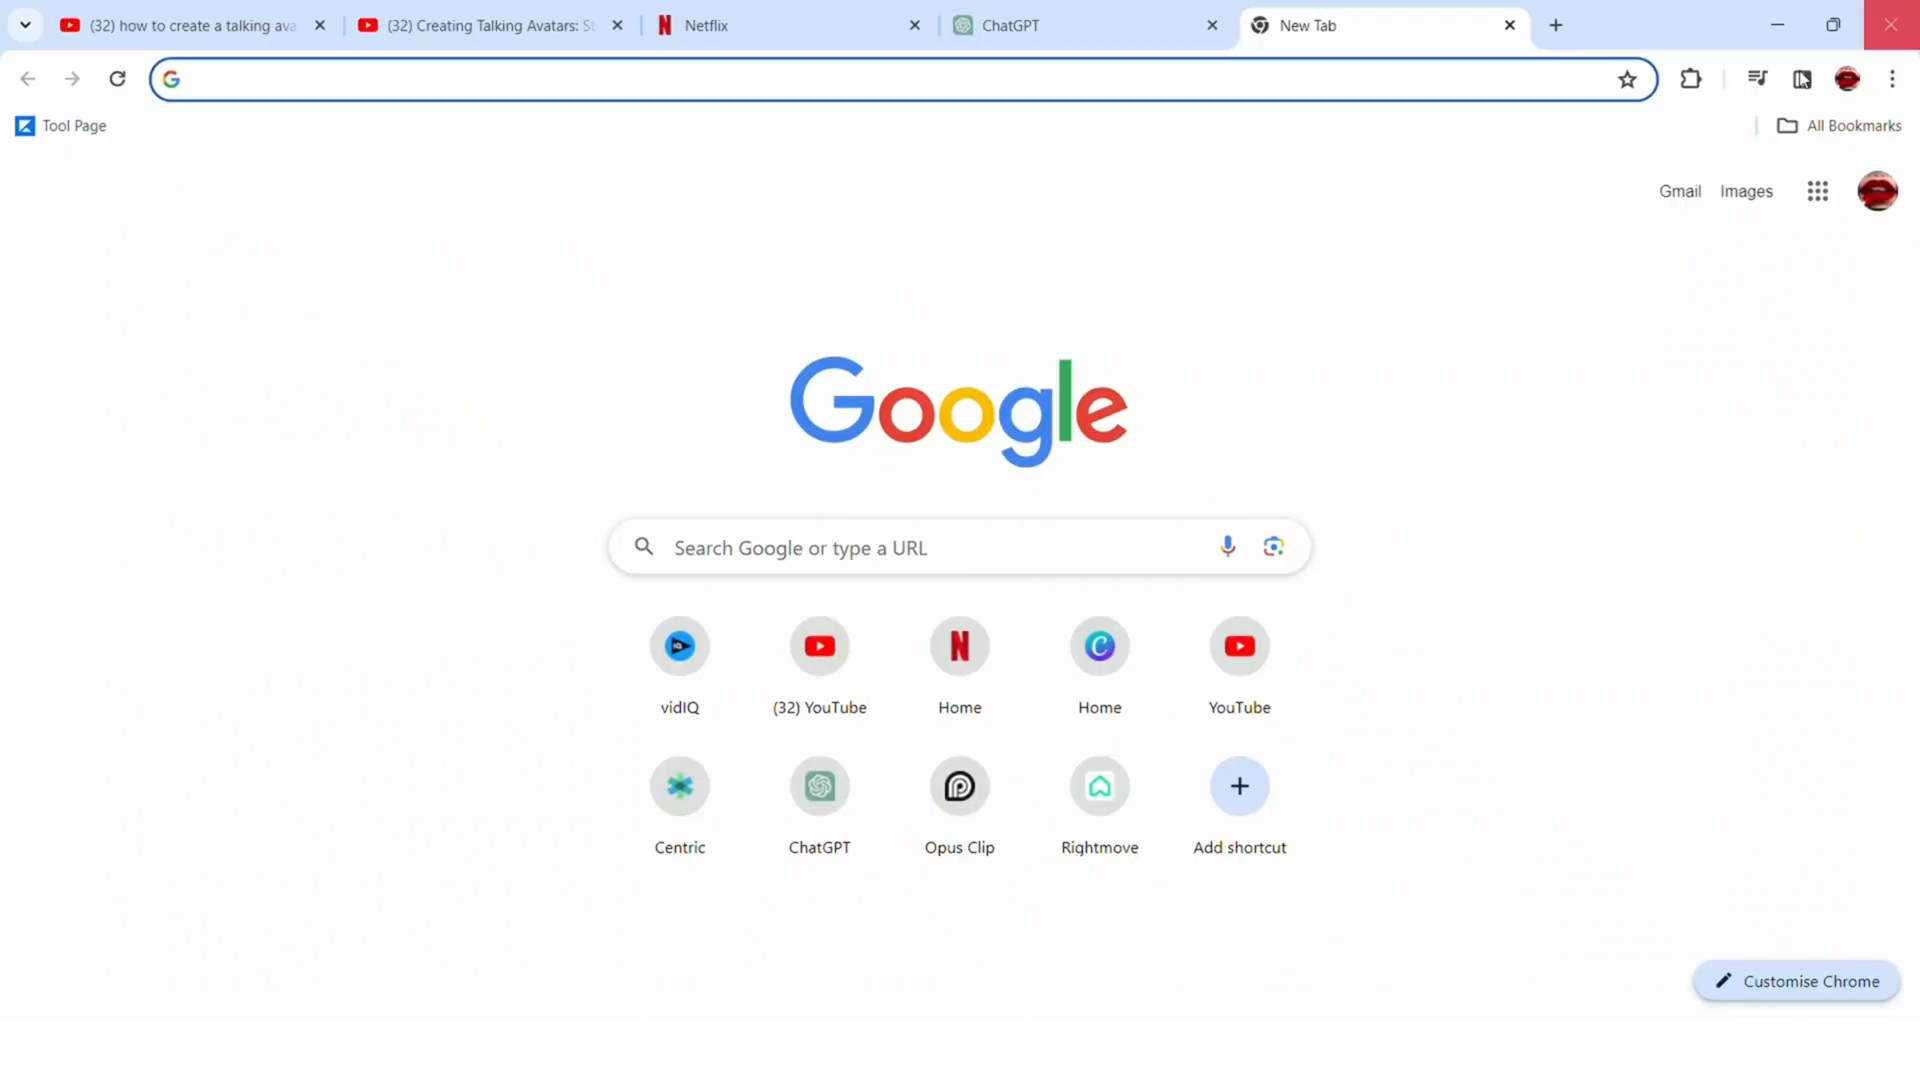 (32) how to create a talking ava
(32) Creating Talking Avatars: St
Netflix
ChatGPT
New Tab
Tool Page
All Bookmarks
Gmail
Images
Google
Search Google or type a URL
vidIQ
(32) YouTube
Home
Home
YouTube
Centric
ChatGPT
Opus Clip
Rightmove
Add shortcut
Customise Chrome